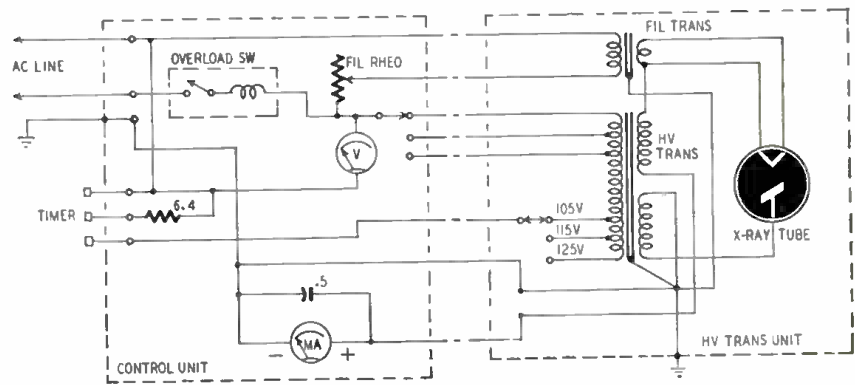 FIL TRANS
OVERLOAD SW
FIL RHEO
AC LINE
V
HV
TRANS
6.4
TIMER
105V
115V
125V
X-RAY TUBE
.5
MA
- +
HV TRANS UNIT
CONTROL UNIT